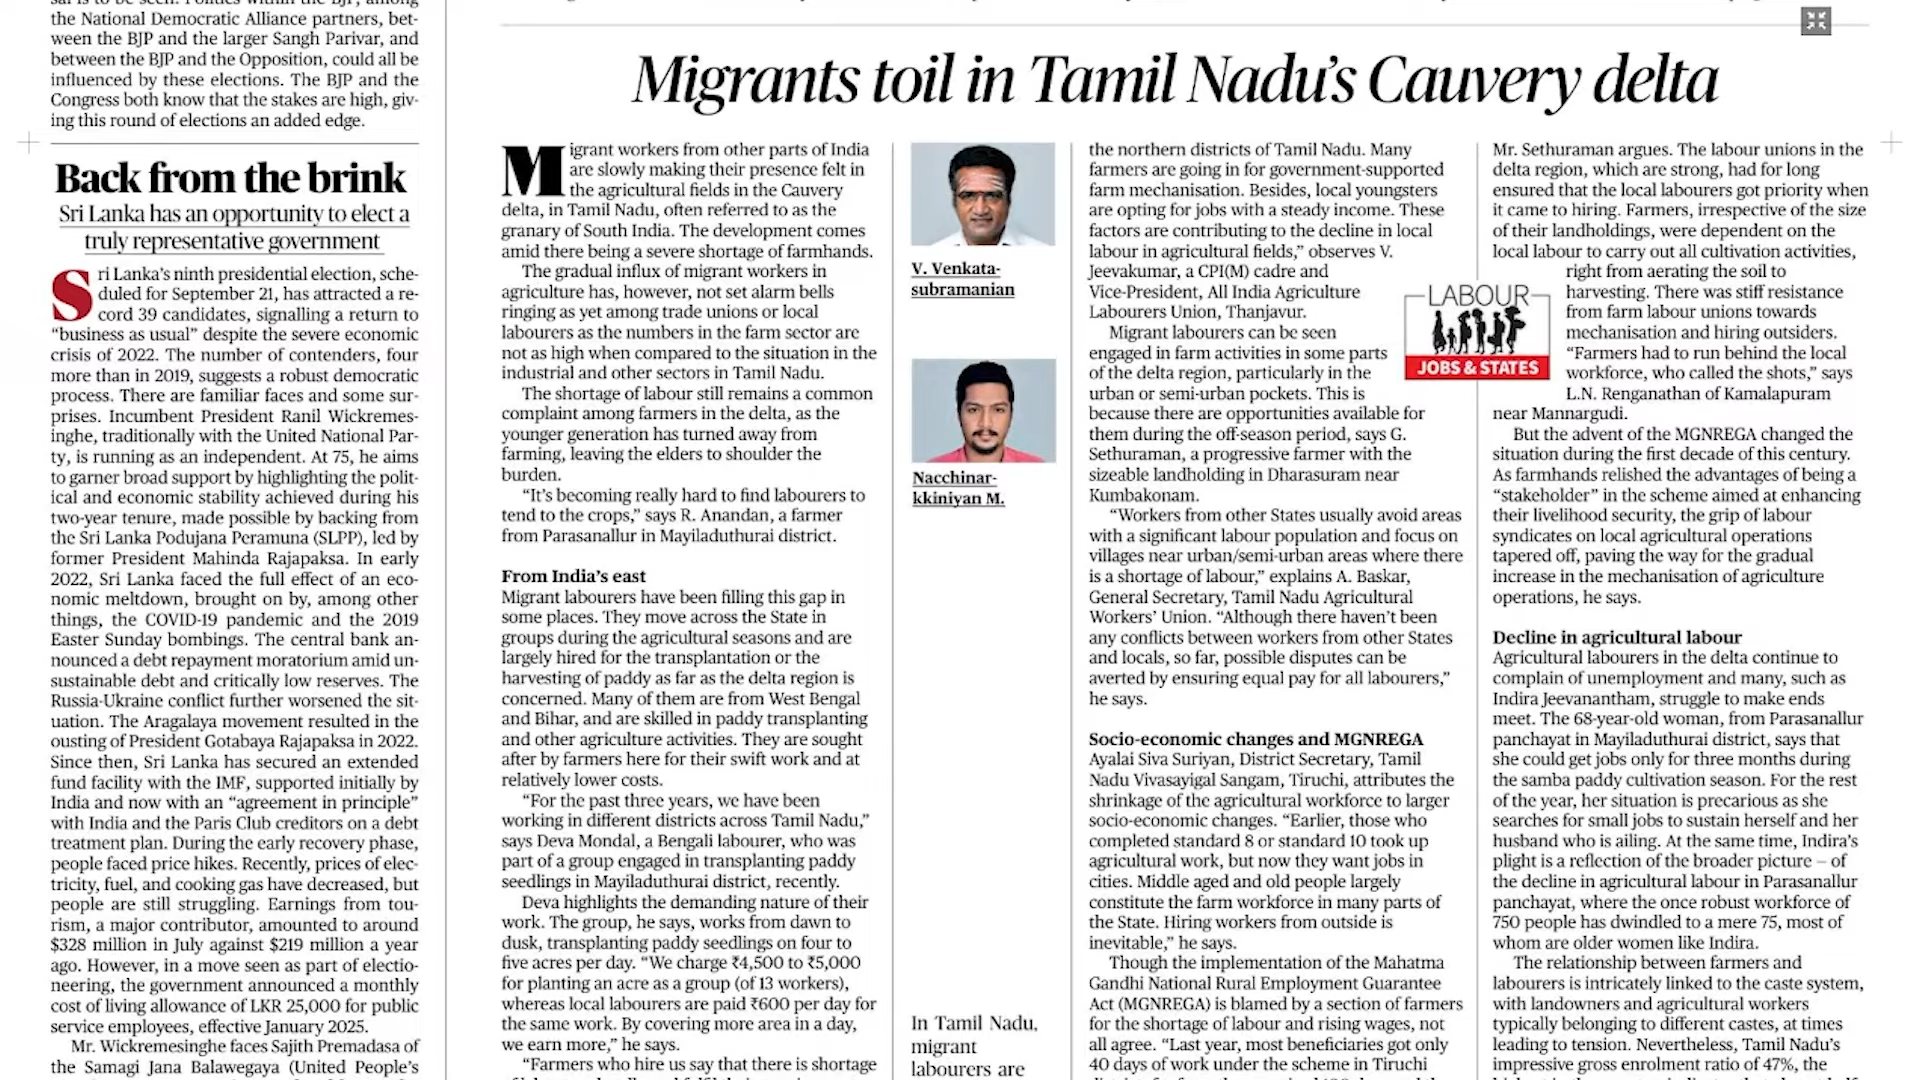 the National Democratic Alliance partners, bet-
ween the BJP and the larger Sangh Parivar, and
between the BJP and the Opposition, could all be
influenced by these elections. The BJP and the
Congress both know that the stakes are high, giv-
ing this round of elections an added edge.
Back from the brink
Sri Lanka has an opportunity to elect a
truly representative government
Sri Lanka's ninth presidential election, sche-
duled for September 21, has attracted a re-
cord 39 candidates, signalling a return to
"business as usual" despite the severe economic
crisis of 2022. The number of contenders, four
more than in 2019, suggests a robust democratic
process. There are familiar faces and some sur-
prises. Incumbent President Ranil Wickremes-
inghe, traditionally with the United National Par-
ty, is running as an independent. At 75, he aims
to garner broad support by highlighting the polit-
ical and economic stability achieved during his
two-year tenure, made possible by backing from
the Sri Lanka Podujana Peramuna (SLPP), led by
former President Mahinda Rajapaksa. In early
2022, Sri Lanka faced the full effect of an eco-
nomic meltdown, brought on by, among other
things, the COVID-19 pandemic and the 2019
Easter Sunday bombings. The central bank an-
nounced a debt repayment moratorium amid un-
sustainable debt and critically low reserves. The
Russia-Ukraine conflict further worsened the sit-
uation. The Aragalaya movement resulted in the
ousting of President Gotabaya Rajapaksa in 2022.
Since then, Sri Lanka has secured an extended
fund facility with the IMF, supported initially by
India and now with an "agreement in principle"
with India and the Paris Club creditors on a debt
treatment plan. During the early recovery phase,
people faced price hikes. Recently, prices of elec-
tricity, fuel, and cooking gas have decreased, but
people are still struggling. Earnings from tou-
rism, a major contributor, amounted to around
$328 million in July against $219 million a year
ago. However, in a move seen as part of electio-
neering, the government announced a monthly
cost of living allowance of LKR 25,000 for public
service employees, effective January 2025.
Mr. Wickremesinghe faces Sajith Premadasa of
the Samagi Jana Balawegaya (United People's
Migrants toil in Tamil Nadu's Cauvery delta
Migrant workers from other parts of India
are slowly making their presence felt in
the agricultural fields in the Cauvery
delta, in Tamil Nadu, often referred to as the
granary of South India. The development comes
amid there being a severe shortage of farmhands.
The gradual influx of migrant workers in
agriculture has, however, not set alarm bells
ringing as yet among trade unions or local
labourers as the numbers in the farm sector are
not as high when compared to the situation in the
industrial and other sectors in Tamil Nadu.
The shortage of labour still remains a common
complaint among farmers in the delta, as the
younger generation has turned away from
farming, leaving the elders to shoulder the
burden.
"It's becoming really hard to find labourers to
tend to the crops," says R. Anandan, a farmer
from Parasanallur in Mayiladuthurai district.
From India's east
Migrant labourers have been filling this gap in
some places. They move across the State in
groups during the agricultural seasons and are
largely hired for the transplantation or the
harvesting of paddy as far as the delta region is
concerned. Many of them are from West Bengal
and Bihar, and are skilled in paddy transplanting
and other agriculture activities. They are sought
after by farmers here for their swift work and at
relatively lower costs.
"For the past three years, we have been
working in different districts across Tamil Nadu,"
says Deva Mondal, a Bengali labourer, who was
part of a group engaged in transplanting paddy
seedlings in Mayiladuthurai district, recently.
Deva highlights the demanding nature of their
work. The group, he says, works from dawn to
dusk, transplanting paddy seedlings on four to
five acres per day. "We charge ₹4,500 to ₹5,000
for planting an acre as a group (of 13 workers),
whereas local labourers are paid ₹600 per day for
the same work. By covering more area in a day,
we earn more," he says.
"Farmers who hire us say that there is shortage
V. Venkata-
subramanian
Nacchinar-
kkiniyan M.
In Tamil Nadu,
migrant
labourers are
the northern districts of Tamil Nadu. Many
farmers are going in for government-supported
farm mechanisation. Besides, local youngsters
are opting for jobs with a steady income. These
factors are contributing to the decline in local
labour in agricultural fields," observes V.
Jeevakumar, a CPI(M) cadre and
Vice-President, All India Agriculture
Labourers Union, Thanjavur.
Migrant labourers can be seen
engaged in farm activities in some parts
of the delta region, particularly in the
urban or semi-urban pockets. This is
because there are opportunities available for
them during the off-season period, says G.
Sethuraman, a progressive farmer with the
sizeable landholding in Dharasuram near
Kumbakonam.
"Workers from other States usually avoid areas
with a significant labour population and focus on
villages near urban/semi-urban areas where there
is a shortage of labour," explains A. Baskar,
General Secretary, Tamil Nadu Agricultural
Workers' Union. "Although there haven't been
any conflicts between workers from other States
and locals, so far, possible disputes can be
averted by ensuring equal pay for all labourers,"
he says.
Socio-economic changes and MGNREGA
Ayalai Siva Suriyan, District Secretary, Tamil
Nadu Vivasayigal Sangam, Tiruchi, attributes the
shrinkage of the agricultural workforce to larger
socio-economic changes. "Earlier, those who
completed standard 8 or standard 10 took up
agricultural work, but now they want jobs in
cities. Middle aged and old people largely
constitute the farm workforce in many parts of
the State. Hiring workers from outside is
inevitable," he says.
Though the implementation of the Mahatma
Gandhi National Rural Employment Guarantee
Act (MGNREGA) is blamed by a section of farmers
for the shortage of labour and rising wages, not
all agree. "Last year, most beneficiaries got only
40 days of work under the scheme in Tiruchi
LABOUR
JOBS & STATES
Mr. Sethuraman argues. The labour unions in the
delta region, which are strong, had for long
ensured that the local labourers got priority when
it came to hiring. Farmers, irrespective of the size
of their landholdings, were dependent on the
local labour to carry out all cultivation activities,
right from aerating the soil to
harvesting. There was stiff resistance
from farm labour unions towards
mechanisation and hiring outsiders.
"Farmers had to run behind the local
workforce, who called the shots," says
L.N. Renganathan of Kamalapuram
near Mannargudi.
But the advent of the MGNREGA changed the
situation during the first decade of this century.
As farmhands relished the advantages of being a
"stakeholder" in the scheme aimed at enhancing
their livelihood security, the grip of labour
syndicates on local agricultural operations
tapered off, paving the way for the gradual
increase in the mechanisation of agriculture
operations, he says.
Decline in agricultural labour
Agricultural labourers in the delta continue to
complain of unemployment and many, such as
Indira Jeevanantham, struggle to make ends
meet. The 68-year-old woman, from Parasanallur
panchayat in Mayiladuthurai district, says that
she could get jobs only for three months during
the samba paddy cultivation season. For the rest
of the year, her situation is precarious as she
searches for small jobs to sustain herself and her
husband who is ailing. At the same time, Indira's
plight is a reflection of the broader picture – of
the decline in agricultural labour in Parasanallur
panchayat, where the once robust workforce of
750 people has dwindled to a mere 75, most of
whom are older women like Indira.
The relationship between farmers and
labourers is intricately linked to the caste system,
with landowners and agricultural workers
typically belonging to different castes, at times
leading to tension. Nevertheless, Tamil Nadu's
impressive gross enrolment ratio of 47%, the